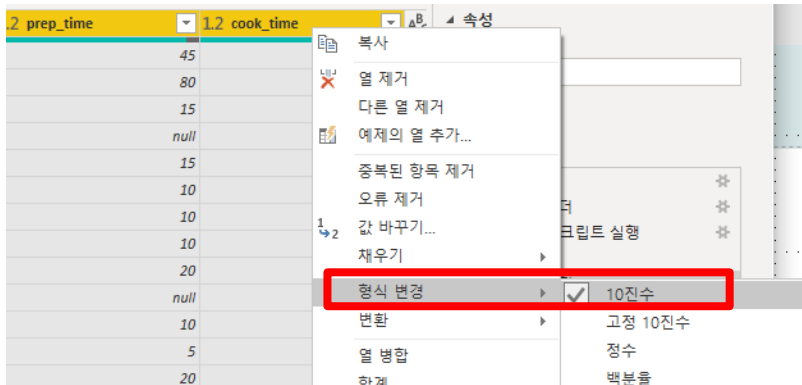 .2 prep_time 1.2 cook_time
속성
45
80
15
null
15
10
10
10
20
null
10
5
20
복사
열 제거
다른 열 제거
예제의 열 추가...
중복된 항목 제거
오류 제거
값 바꾸기...
채우기
형식 변경
변환
열 병합
합계
더
크립트 실행
10진수
고정 10진수
정수
백분율